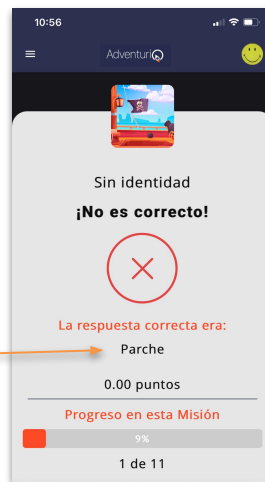 10:56
AdventuriQ
Sin identidad
¡No es correcto!
La respuesta correcta era:
Parche
0.00 puntos
Progreso en esta Misión
9%
1 de 11